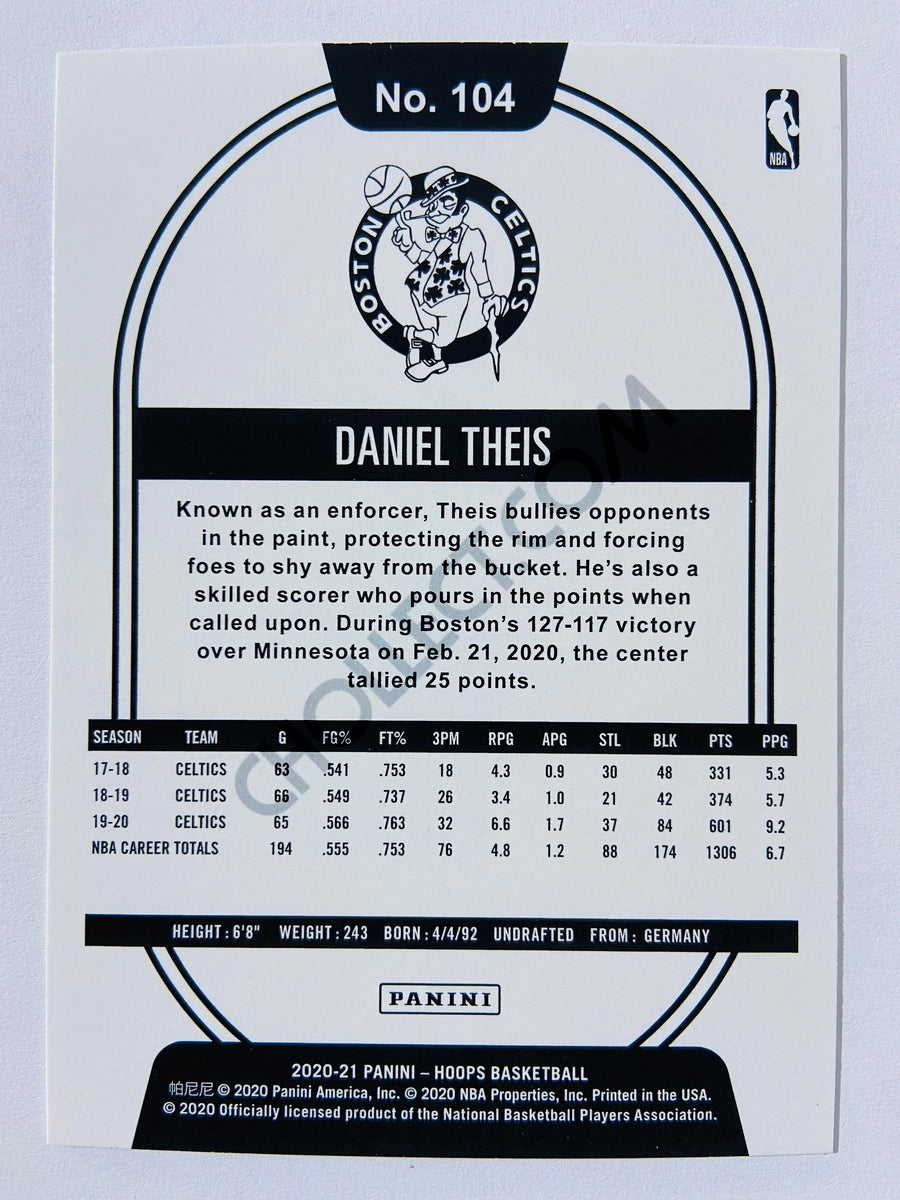 No. 104
NBA
BOSTON CELTICS
DANIEL THEIS
Known as an enforcer, Theis bullies opponents
in the paint, protecting the rim and forcing
foes to shy away from the bucket. He's also a
skilled scorer who pours in the points when
called upon. During Boston's 127-117 victory
over Minnesota on Feb. 21, 2020, the center
tallied 25 points.
CHOLLECT.COM
SEASON TEAM G FG% FT% 3PM RPG APG STL BLK PTS PPG
17-18 CELTICS 63 .541 .753 18 4.3 0.9 30 48 331 5.3
18-19 CELTICS 66 .549 .737 26 3.4 1.0 21 42 374 5.7
19-20 CELTICS 65 .566 .763 32 6.6 1.7 37 84 601 9.2
NBA CAREER TOTALS 194 .555 .753 76 4.8 1.2 88 174 1306 6.7
HEIGHT: 6'8" WEIGHT: 243 BORN: 4/4/92 UNDRAFTED FROM: GERMANY
PANINI
2020-21 PANINI – HOOPS BASKETBALL
帕尼尼 © 2020 Panini America, Inc. © 2020 NBA Properties, Inc. Printed in the USA.
© 2020 Officially licensed product of the National Basketball Players Association.